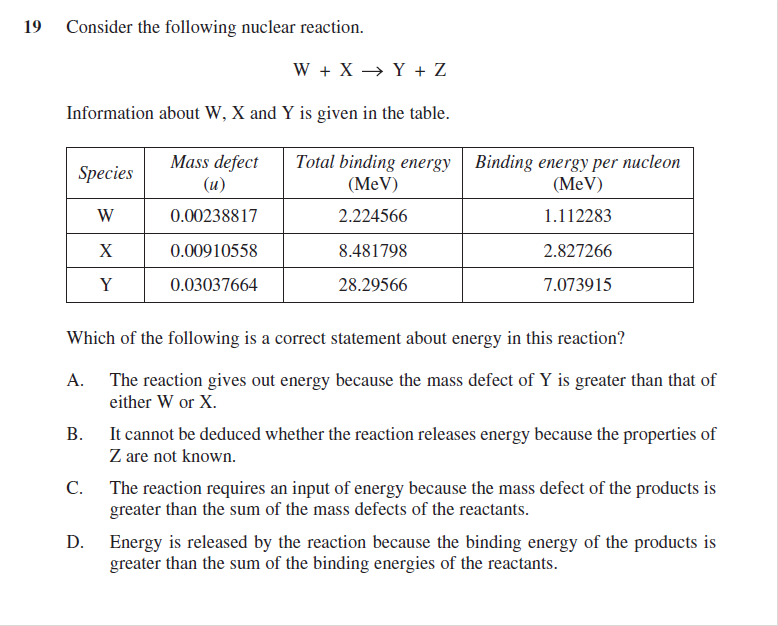 19 Consider the following nuclear reaction.
W + X → Y + Z
Information about W, X and Y is given in the table.
Species Mass defect (u) Total binding energy (MeV) Binding energy per nucleon (MeV)
W 0.00238817 2.224566 1.112283
X 0.00910558 8.481798 2.827266
Y 0.03037664 28.29566 7.073915
Which of the following is a correct statement about energy in this reaction?
A. The reaction gives out energy because the mass defect of Y is greater than that of
either W or X.
B. It cannot be deduced whether the reaction releases energy because the properties of
Z are not known.
C. The reaction requires an input of energy because the mass defect of the products is
greater than the sum of the mass defects of the reactants.
D. Energy is released by the reaction because the binding energy of the products is
greater than the sum of the binding energies of the reactants.